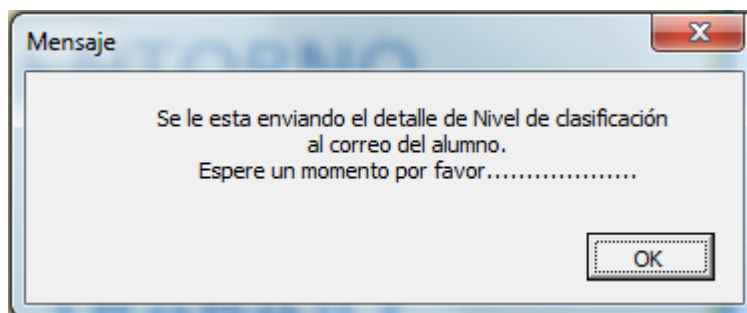 Mensaje
Se le esta enviando el detalle de Nivel de clasificación
al correo del alumno.
Espere un momento por favor...................
OK